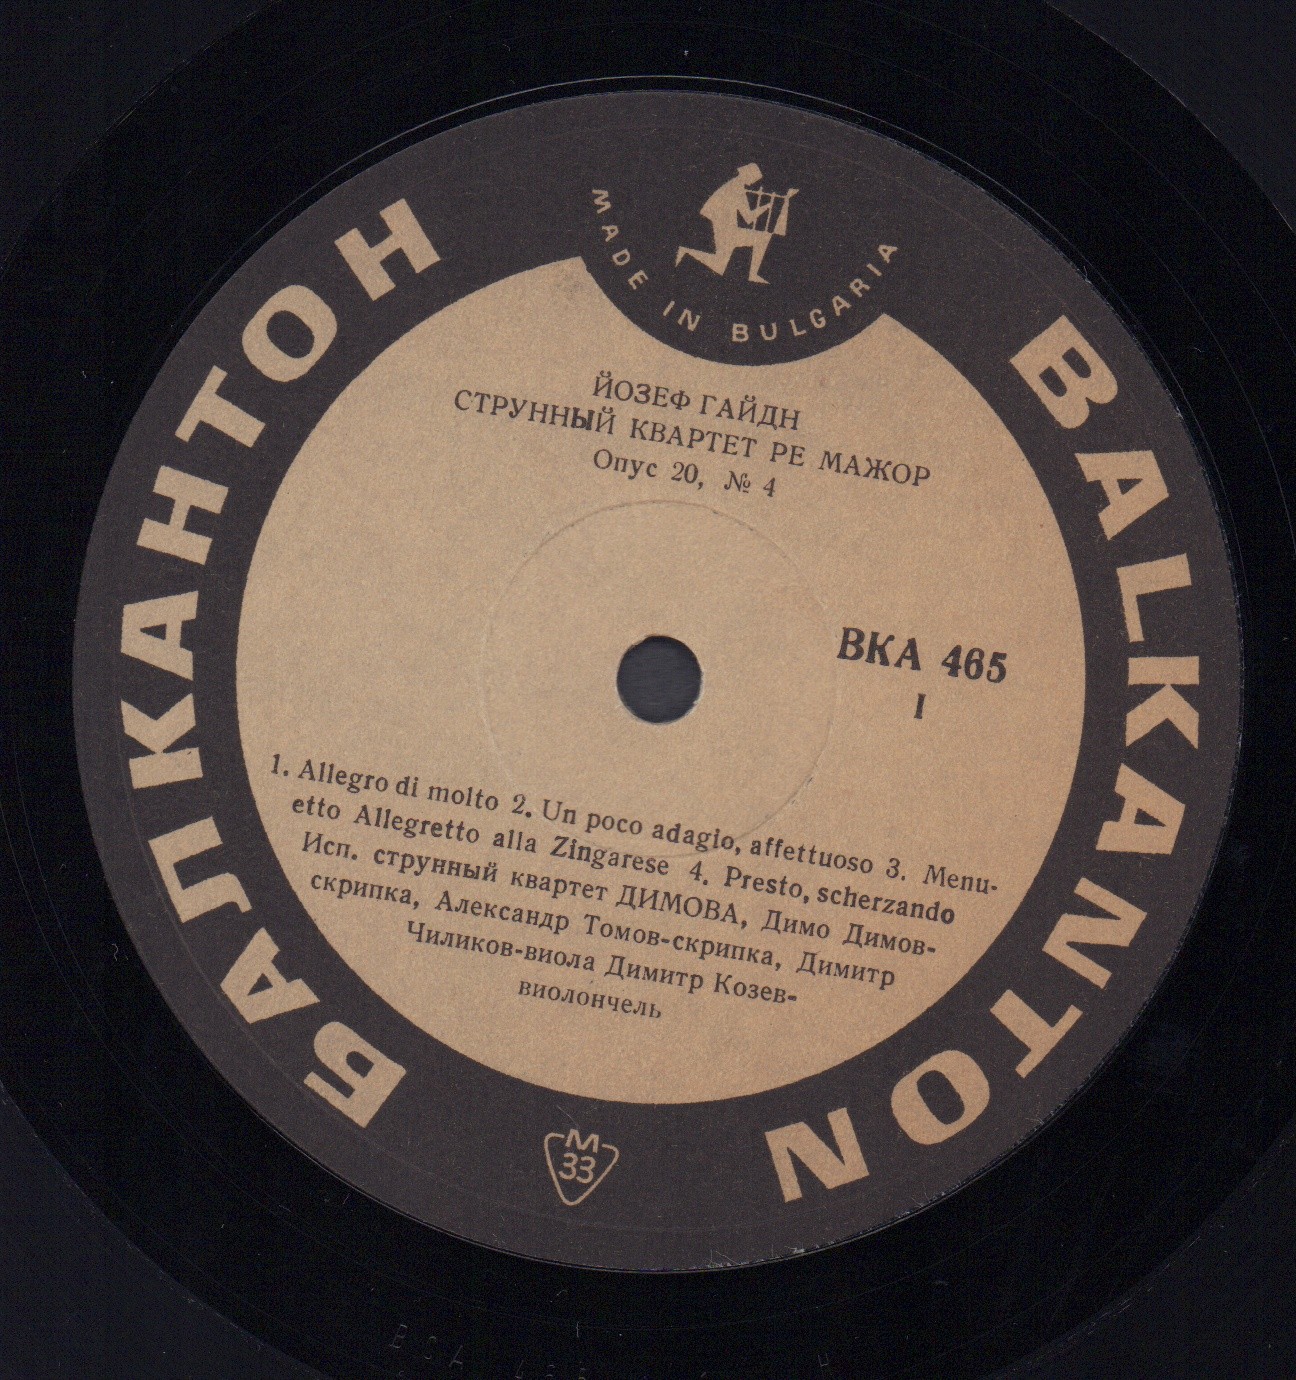 MADE IN BULGARIA
БАЛКАНТОН
BALKANTON
ЙОЗЕФ ГАЙДН
СТРУННЫЙ КВАРТЕТ РЕ МАЖОР
Опус 20, № 4
ВКА 465
I
1. Allegro di molto 2. Un poco adagio, affettuoso 3. Menu-
etto Allegretto alla Zingarese 4. Presto, scherzando
Исп. струнный квартет ДИМОВА, Димо Димов-
скрипка, Александр Томов-скрипка, Димитр
Чиликов-виола Димитр Козев-
виолончель
M
33